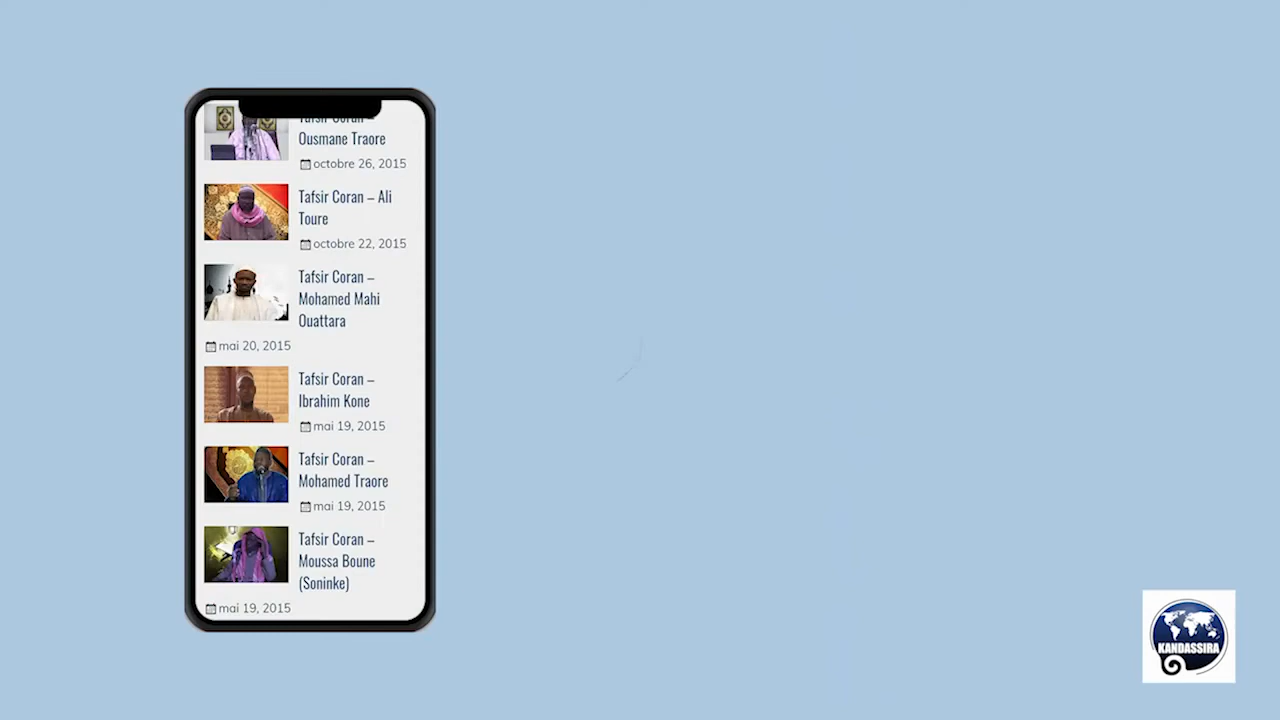 Tafsir Coran –
Ousmane Traore
octobre 26, 2015
Tafsir Coran – Ali
Toure
octobre 22, 2015
Tafsir Coran –
Mohamed Mahi
Ouattara
mai 20, 2015
Tafsir Coran –
Ibrahim Kone
mai 19, 2015
Tafsir Coran –
Mohamed Traore
mai 19, 2015
Tafsir Coran –
Moussa Boune
(Soninke)
mai 19, 2015
KANDASSIRA